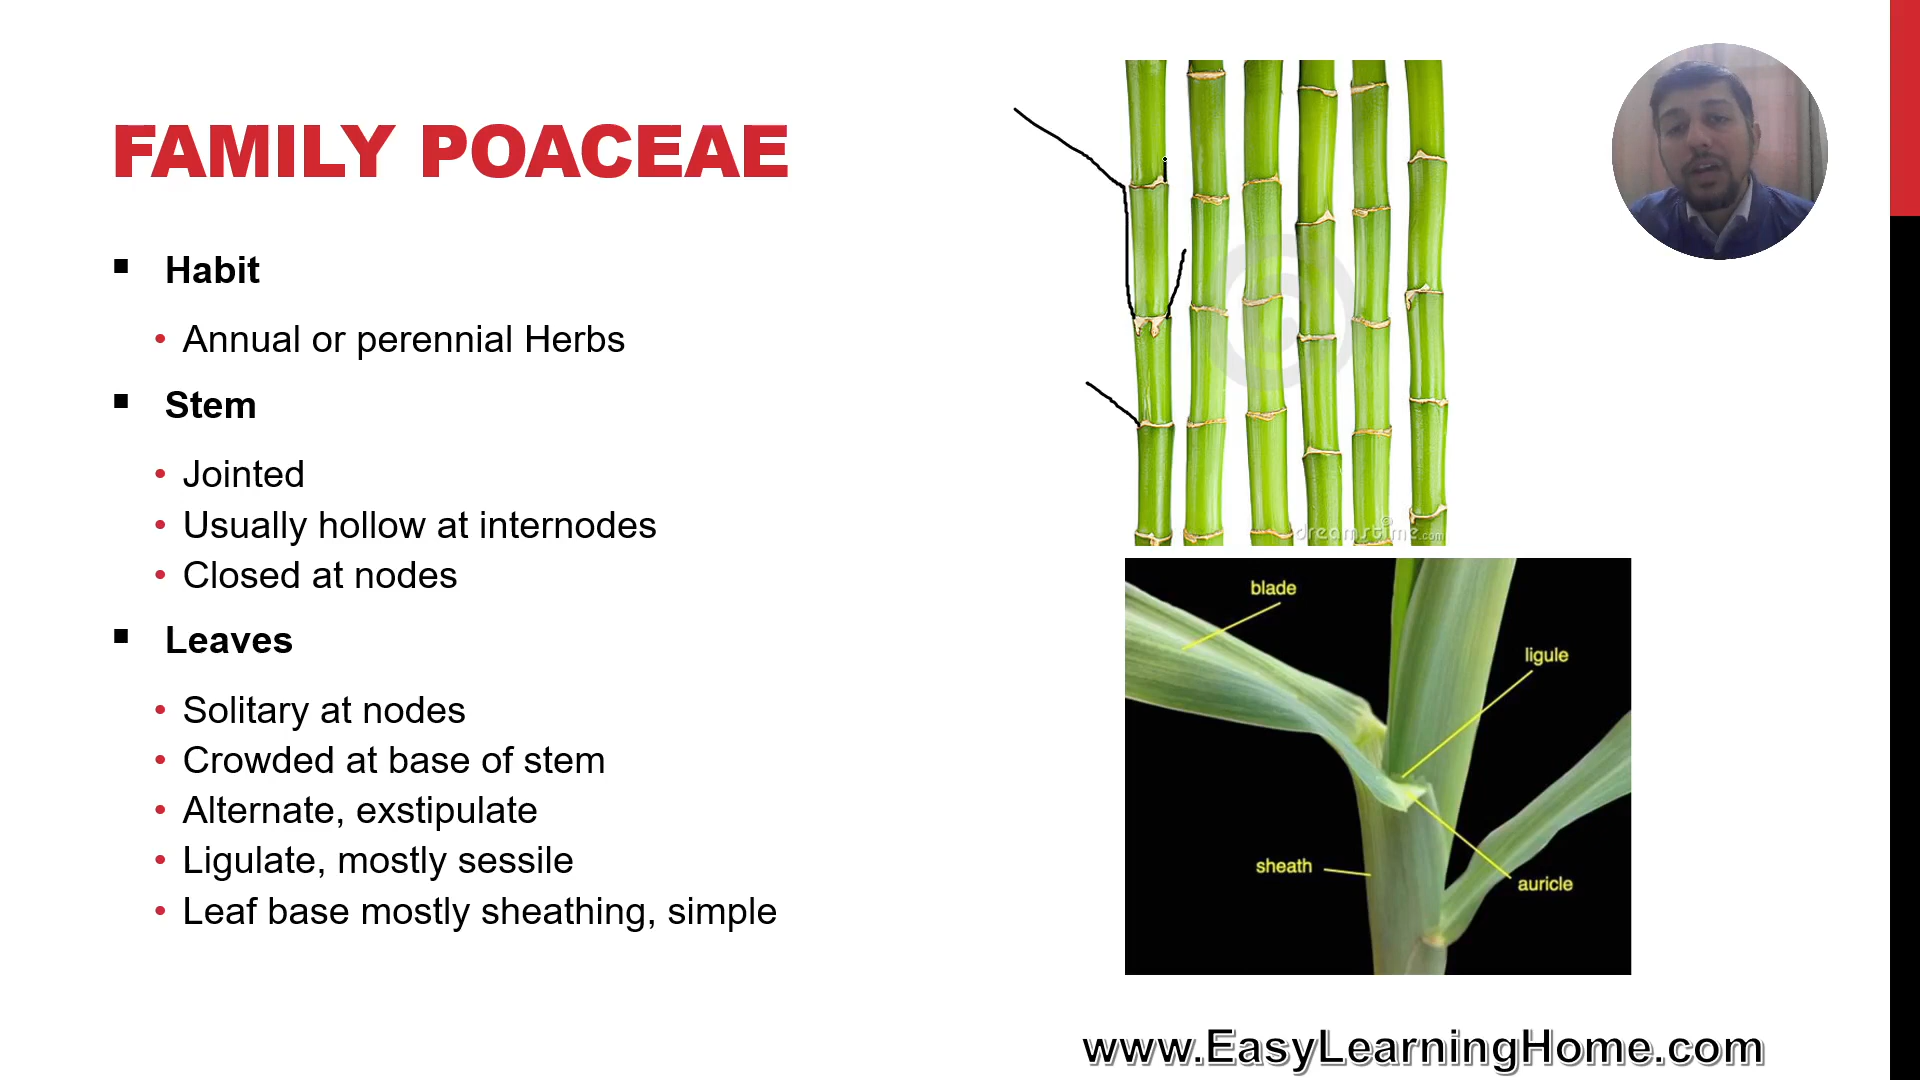 FAMILY POACEAE
Habit
Annual or perennial Herbs
Stem
Jointed
Usually hollow at internodes
Closed at nodes
Leaves
Solitary at nodes
Crowded at base of stem
Alternate, exstipulate
Ligulate, mostly sessile
Leaf base mostly sheathing, simple
dreamstime.com
blade
ligule
sheath
auricle
www.EasyLearningHome.com